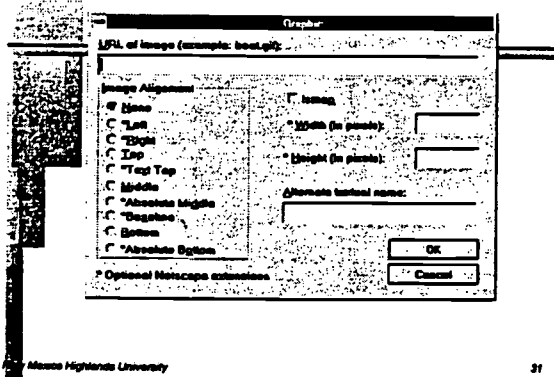 Graphic
URL of image (example: boat.gif):
Image Alignment
None
*Left
*Right
Top
*Text Top
Middle
*Absolute Middle
*Baseline
Bottom
*Absolute Bottom
Ismap
* Width (in pixels):
* Height (in pixels):
Alternate textual name:
OK
Cancel
* Optional Netscape extensions
Mexico Highlands University
31